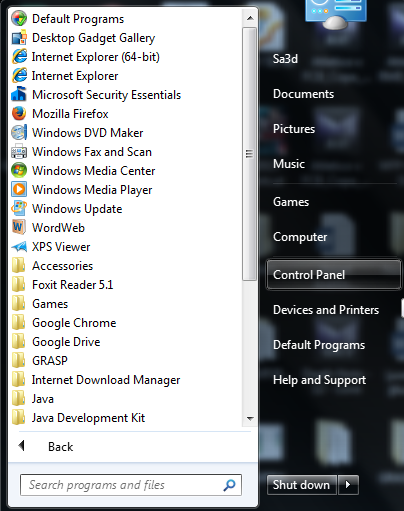 Default Programs
Desktop Gadget Gallery
Internet Explorer (64-bit)
Internet Explorer
Microsoft Security Essentials
Mozilla Firefox
Windows DVD Maker
Windows Fax and Scan
Windows Media Center
Windows Media Player
Windows Update
WordWeb
XPS Viewer
Accessories
Foxit Reader 5.1
Games
Google Chrome
Google Drive
GRASP
Internet Download Manager
Java
Java Development Kit
Back
Search programs and files
Sa3d
Documents
Pictures
Music
Games
Computer
Control Panel
Devices and Printers
Default Programs
Help and Support
Shut down